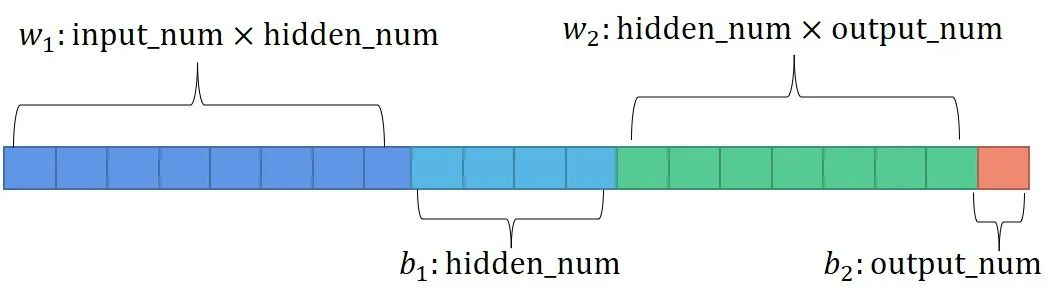 w₁: input_num × hidden_num
w₂: hidden_num × output_num
b₁: hidden_num
b₂: output_num